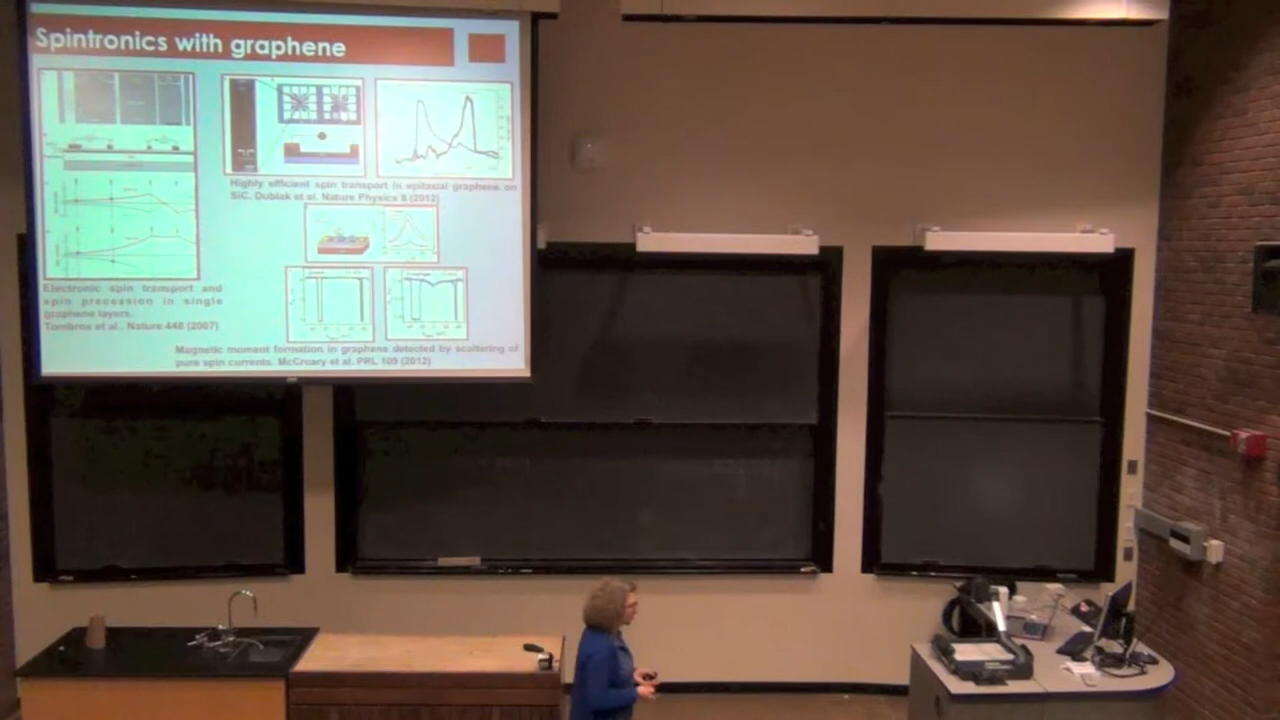 Spintronics with graphene
Highly efficient spin transport in epitaxial graphene on
SiC. Dublak et al. Nature Physics 8 (2012)
Electronic spin transport and
spin precession in single
graphene layers.
Tombros et al., Nature 448 (2007)
Magnetic moment formation in graphene detected by scattering of
pure spin currents. McCreary et al. PRL 109 (2012)